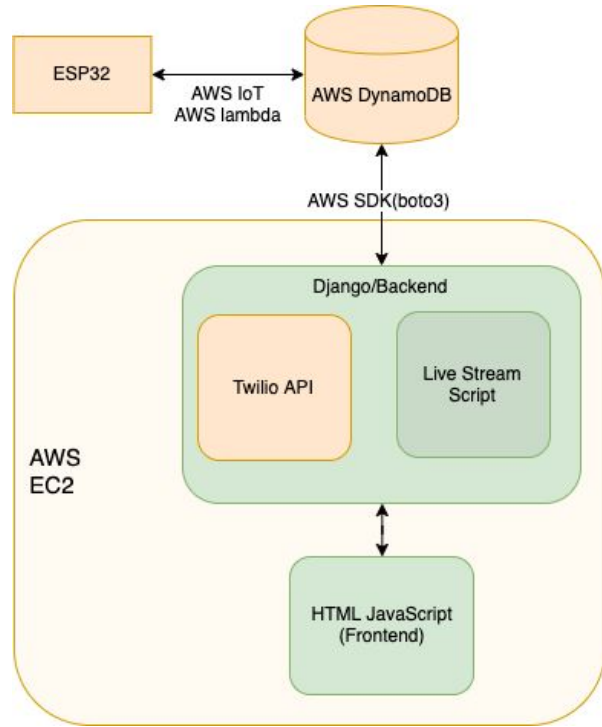 ESP32
AWS IoT
AWS lambda
AWS DynamoDB
AWS SDK(boto3)
Django/Backend
Twilio API
Live Stream
Script
AWS
EC2
HTML JavaScript
(Frontend)